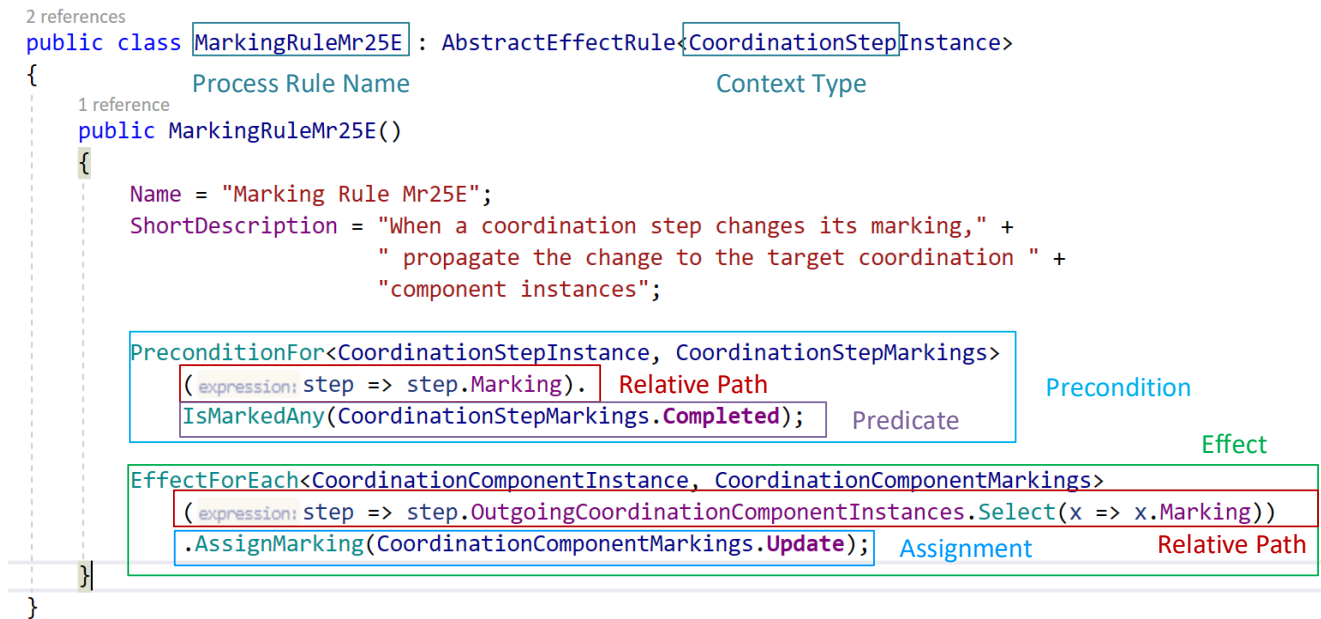 2 references
public class MarkingRuleMr25E : AbstractEffectRule<CoordinationStepInstance>
{
Process Rule Name Context Type
1 reference
public MarkingRuleMr25E()
{
Name = "Marking Rule Mr25E";
ShortDescription = "When a coordination step changes its marking," +
" propagate the change to the target coordination " +
"component instances";
PreconditionFor<CoordinationStepInstance, CoordinationStepMarkings>
(expression: step => step.Marking). Relative Path Precondition
IsMarkedAny(CoordinationStepMarkings.Completed); Predicate
Effect
EffectForEach<CoordinationComponentInstance, CoordinationComponentMarkings>
(expression: step => step.OutgoingCoordinationComponentInstances.Select(x => x.Marking))
.AssignMarking(CoordinationComponentMarkings.Update); Assignment Relative Path
}
}